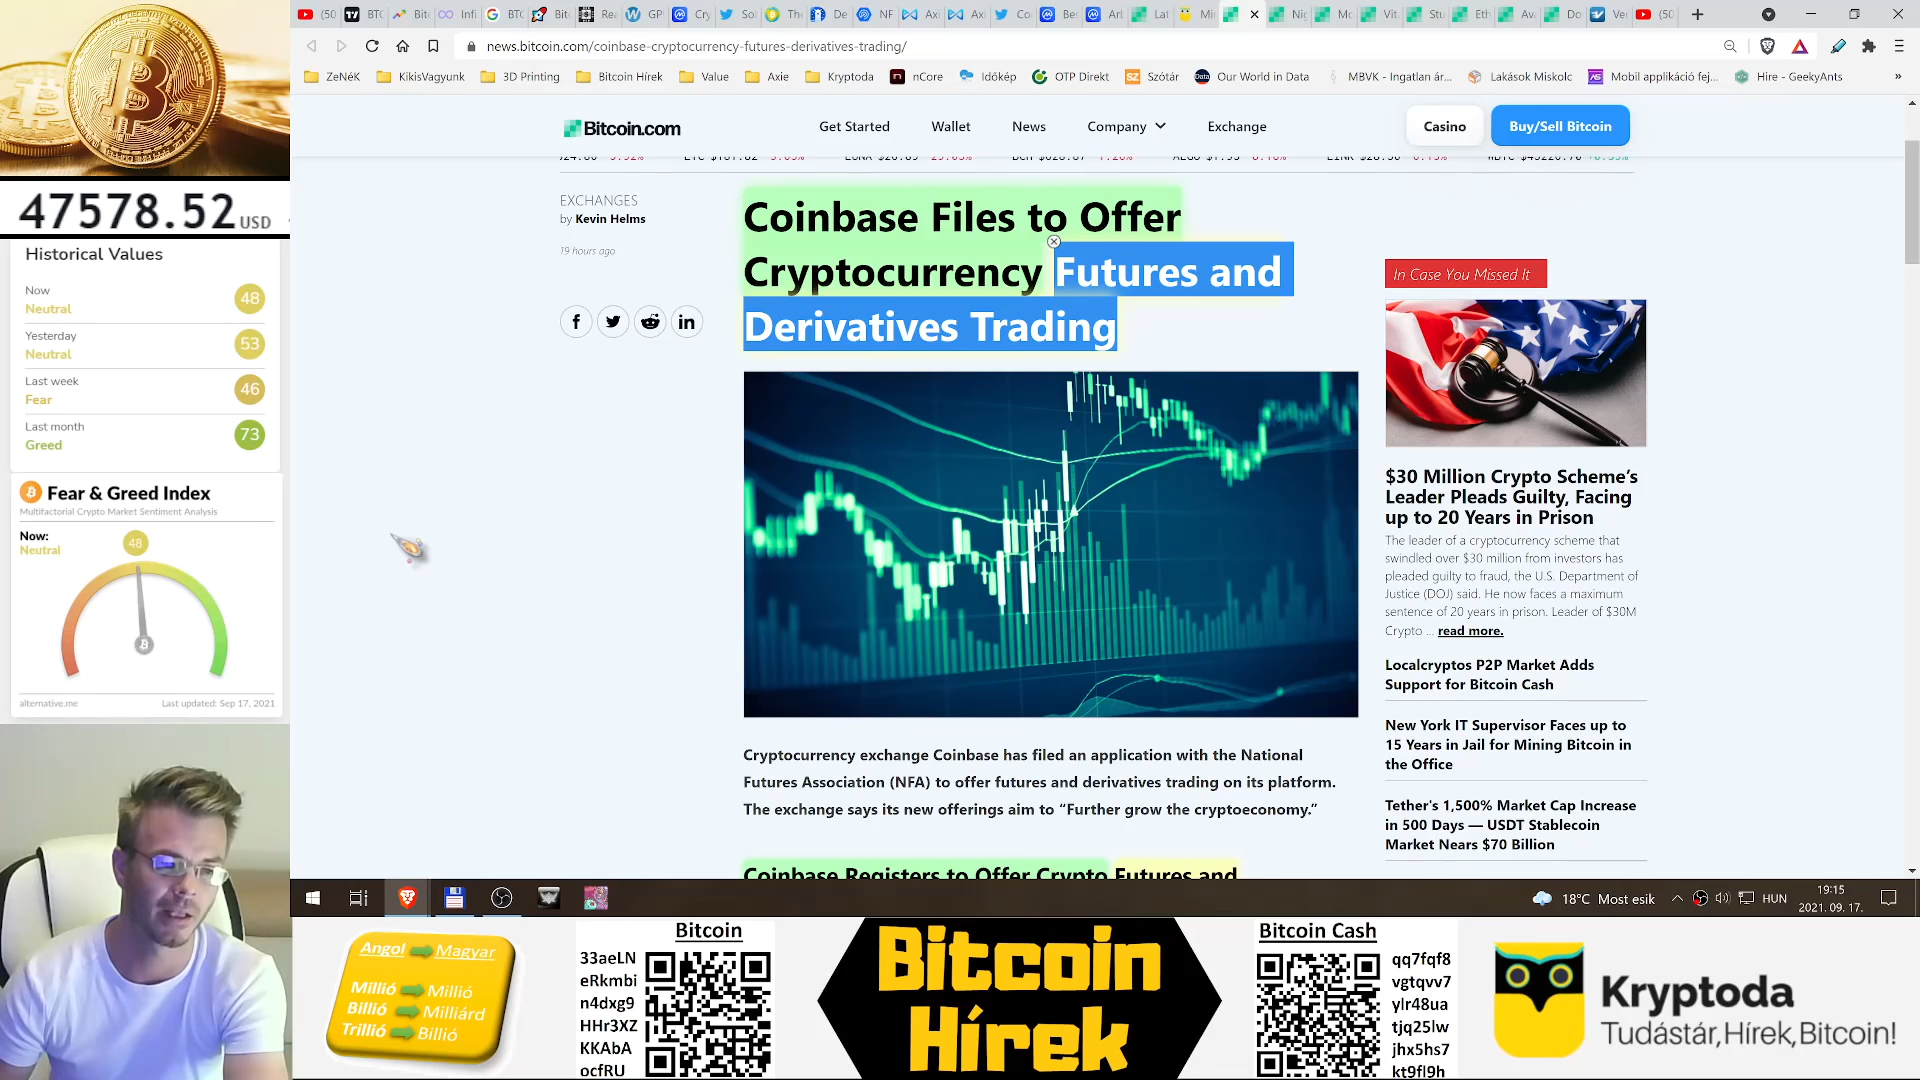 47578.52 USD
Historical Values
Now
Neutral
48
Yesterday
Neutral
53
Last week
Fear
46
Last month
Greed
73
Fear & Greed Index
Multifactorial Crypto Market Sentiment Analysis
Now:
Neutral
48
alternative.me
Last updated: Sep 17, 2021
news.bitcoin.com/coinbase-cryptocurrency-futures-derivatives-trading/
ZeNéK
KikisVagyunk
3D Printing
Bitcoin Hírek
Value
Axie
Kryptoda
nCore
Időkép
OTP Direkt
Szótár
Our World in Data
MBVK - Ingatlan ár...
Lakások Miskolc
Mobil applikáció fej...
Hire - GeekyAnts
Bitcoin.com
Get Started
Wallet
News
Company
Exchange
Casino
Buy/Sell Bitcoin
EXCHANGES
by Kevin Helms
19 hours ago
Coinbase Files to Offer
Cryptocurrency Futures and
Derivatives Trading
Cryptocurrency exchange Coinbase has filed an application with the National
Futures Association (NFA) to offer futures and derivatives trading on its platform.
The exchange says its new offerings aim to “Further grow the cryptoeconomy.”
Coinbase Registers to Offer Crypto Futures and
In Case You Missed It
$30 Million Crypto Scheme’s
Leader Pleads Guilty, Facing
up to 20 Years in Prison
The leader of a cryptocurrency scheme that
swindled over $30 million from investors has
pleaded guilty to fraud, the U.S. Department of
Justice (DOJ) said. He now faces a maximum
sentence of 20 years in prison. Leader of $30M
Crypto ... read more.
Localcryptos P2P Market Adds
Support for Bitcoin Cash
New York IT Supervisor Faces up to
15 Years in Jail for Mining Bitcoin in
the Office
Tether's 1,500% Market Cap Increase
in 500 Days — USDT Stablecoin
Market Nears $70 Billion
18°C Most esik
HUN
19:15
2021. 09. 17.
Angol Magyar
Millió Millió
Billió Milliárd
Trillió Billió
Bitcoin
33aeLN
eRkmbi
n4dxg9
HHr3XZ
KKAbA
ocfRU
Bitcoin
Hírek
Bitcoin Cash
qq7fqf8
vgtqvv7
ylr48ua
tjq25lw
jhx5hs7
kt9fl9h
Kryptoda
Tudástár,Hírek,Bitcoin!